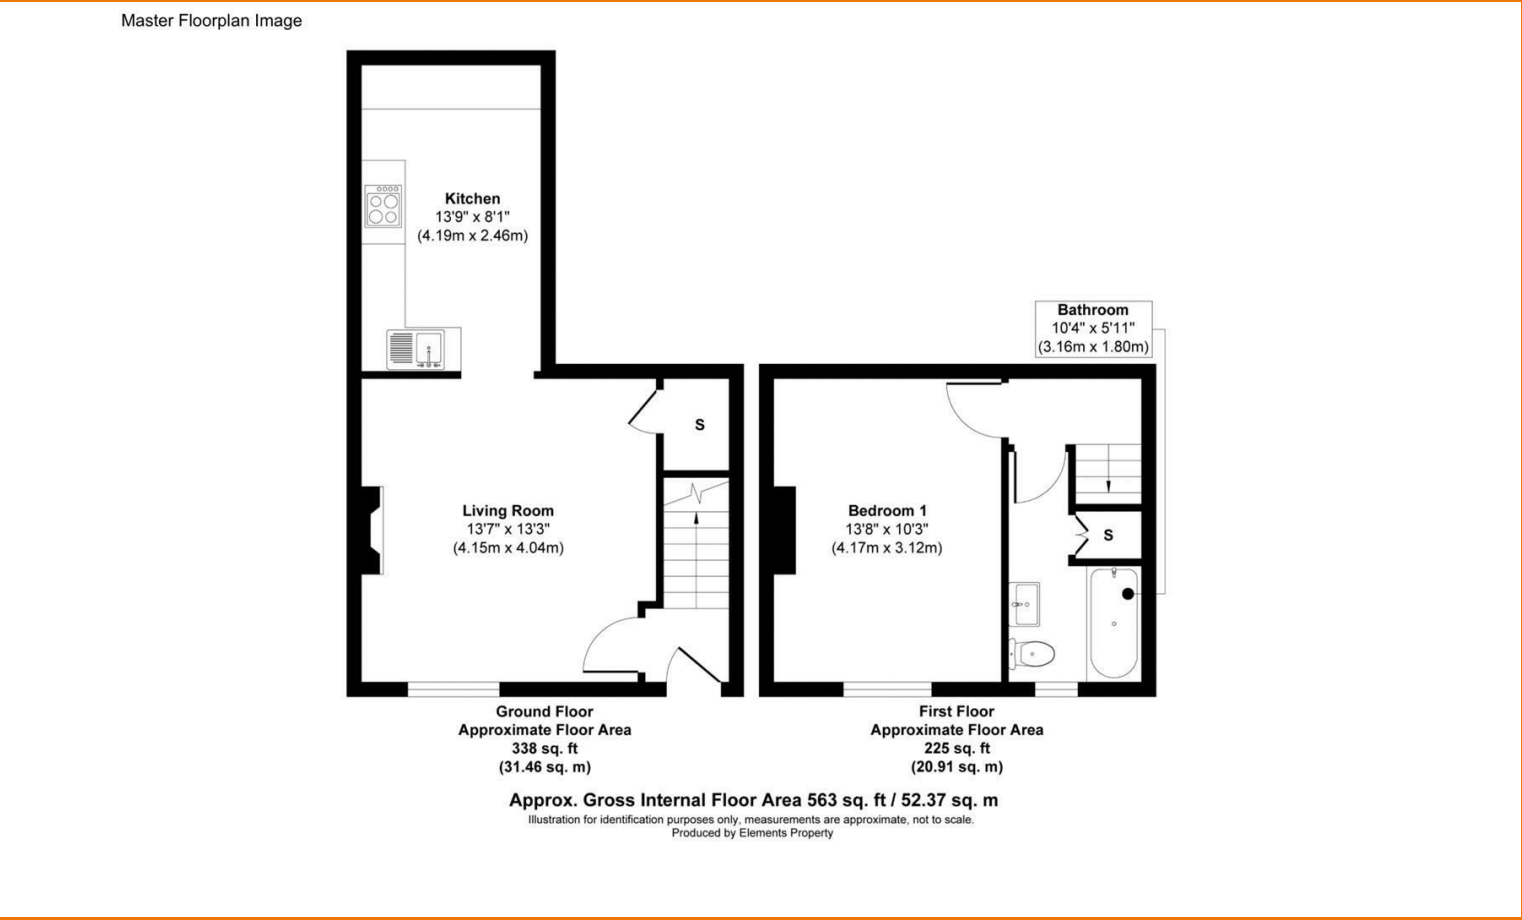 Master Floorplan Image
Kitchen
13'9" x 8'1"
(4.19m x 2.46m)
Bathroom
10'4" x 5'11"
(3.16m x 1.80m)
S
Living Room
13'7" x 13'3"
(4.15m x 4.04m)
Bedroom 1
13'8" x 10'3"
(4.17m x 3.12m)
S
Ground Floor
Approximate Floor Area
338 sq. ft
(31.46 sq. m)
First Floor
Approximate Floor Area
225 sq. ft
(20.91 sq. m)
Approx. Gross Internal Floor Area 563 sq. ft / 52.37 sq. m
Illustration for identification purposes only, measurements are approximate, not to scale.
Produced by Elements Property